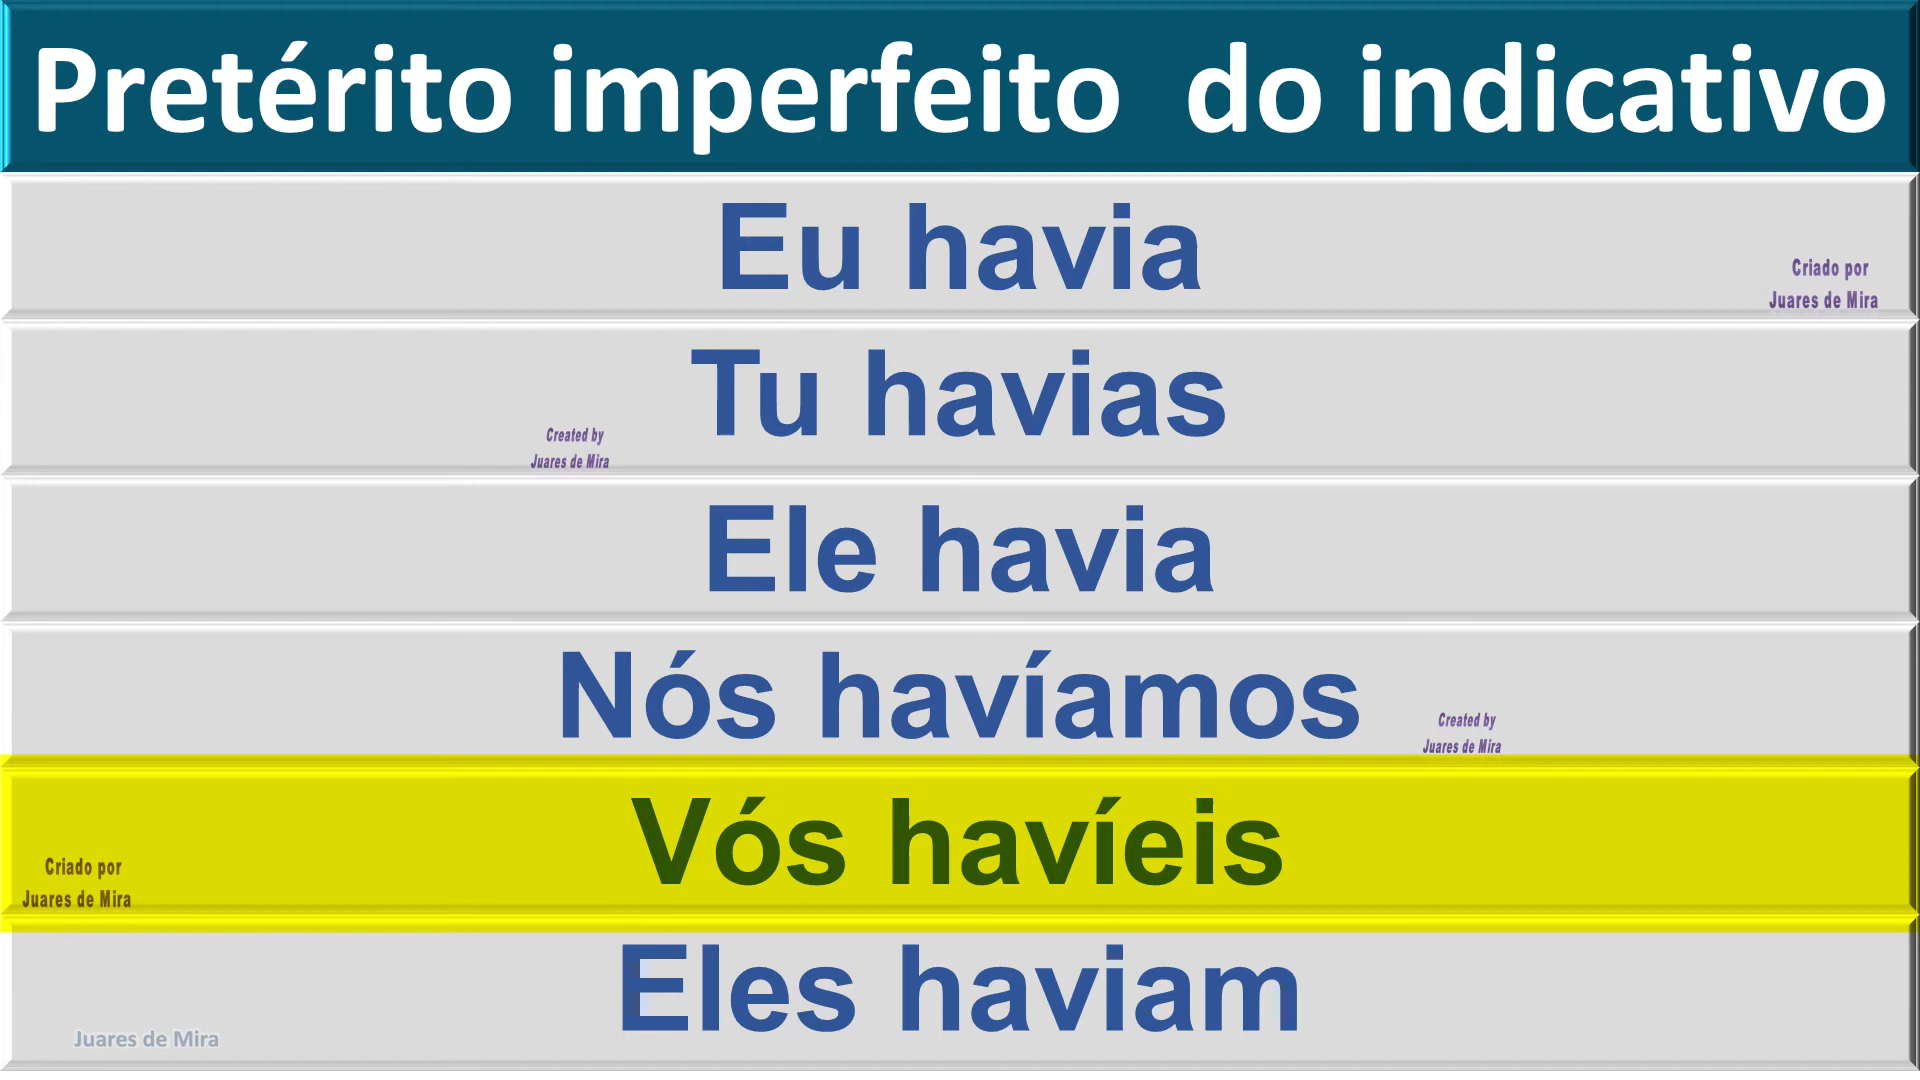 Pretérito imperfeito do indicativo
Eu havia
Criado por
Juares de Mira
Tu havias
Created by
Juares de Mira
Ele havia
Nós havíamos
Created by
Juares de Mira
Vós havíeis
Criado por
Juares de Mira
Eles haviam
Juares de Mira